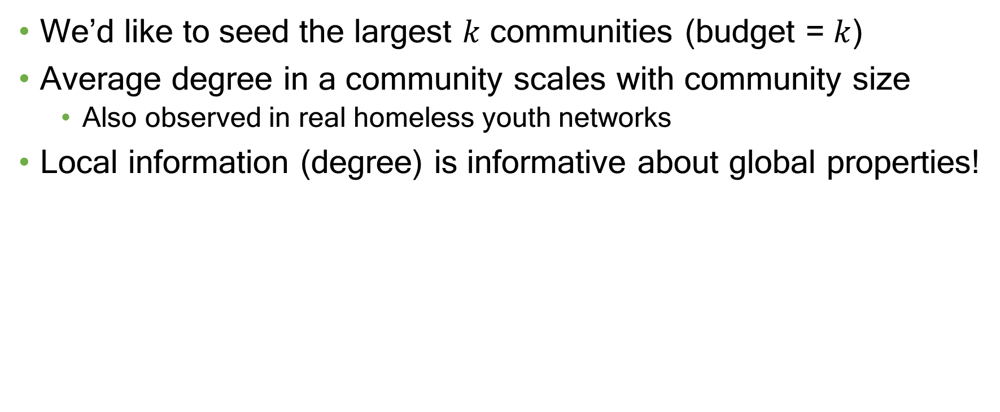 • We’d like to seed the largest 𝑘 communities (budget = 𝑘)
• Average degree in a community scales with community size
• Also observed in real homeless youth networks
• Local information (degree) is informative about global properties!